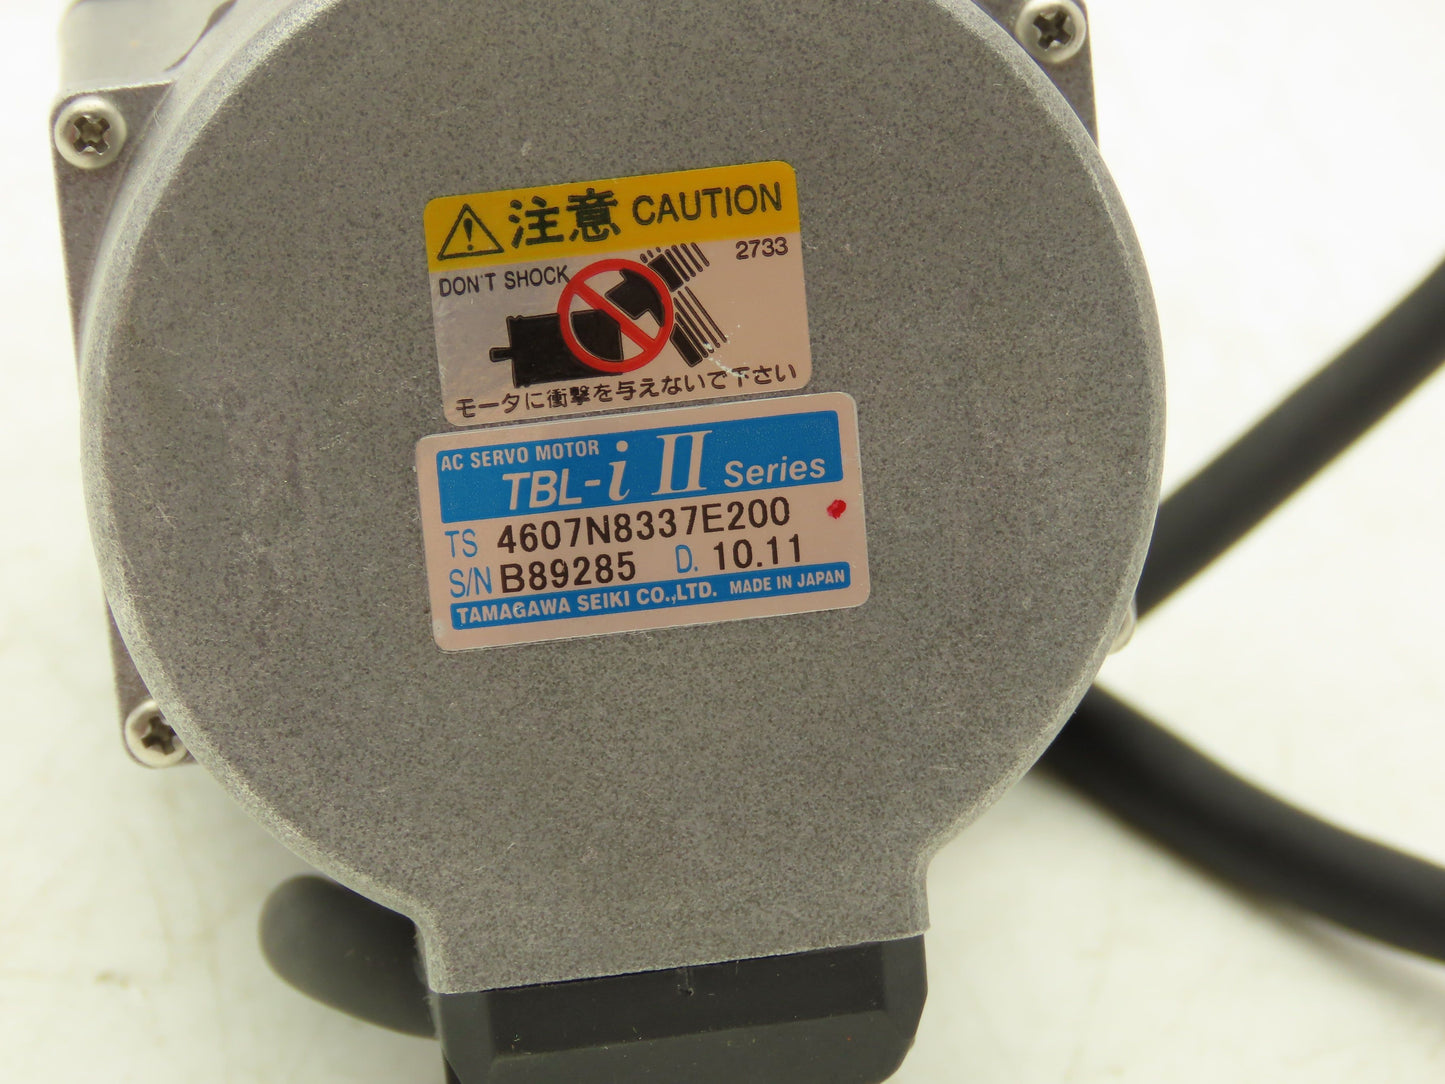 注意 CAUTION
DON'T SHOCK
2733
モータに衝撃を与えないで下さい
AC SERVO MOTOR
TBL-i II Series
TS 4607N8337E200
S/N B89285 D. 10.11
TAMAGAWA SEIKI CO.,LTD. MADE IN JAPAN